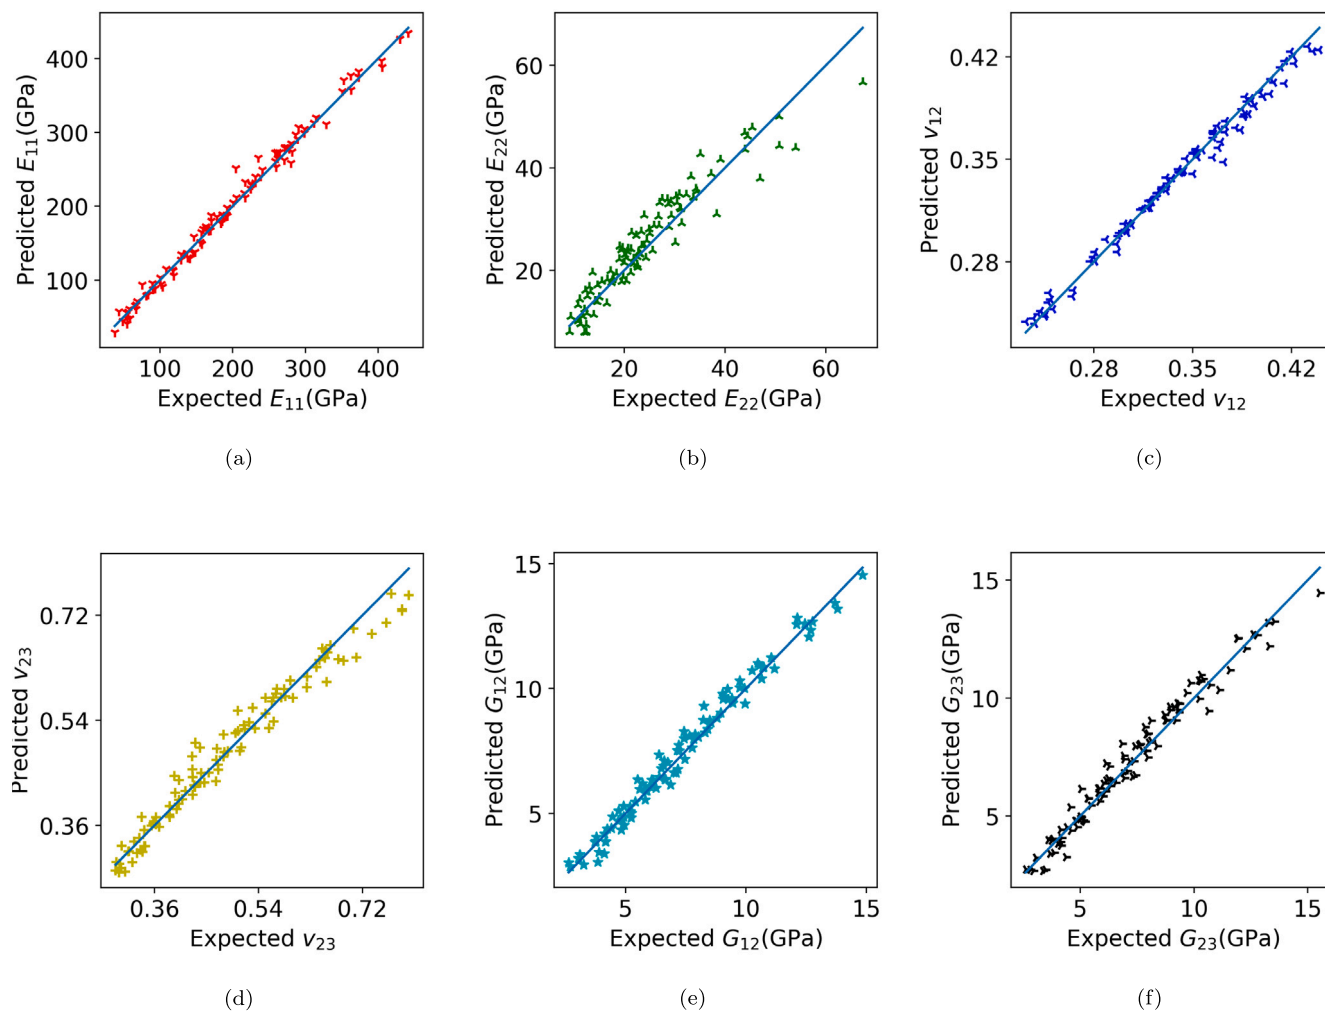 Predicted E11(GPa)
400
300
200
100
100 200 300 400
Expected E11(GPa)
(a)
Predicted E22(GPa)
60
40
20
20 40 60
Expected E22(GPa)
(b)
Predicted v12
0.42
0.35
0.28
0.28 0.35 0.42
Expected v12
(c)
Predicted v23
0.72
0.54
0.36
0.36 0.54 0.72
Expected v23
(d)
Predicted G12(GPa)
15
10
5
5 10 15
Expected G12(GPa)
(e)
Predicted G23(GPa)
15
10
5
5 10 15
Expected G23(GPa)
(f)